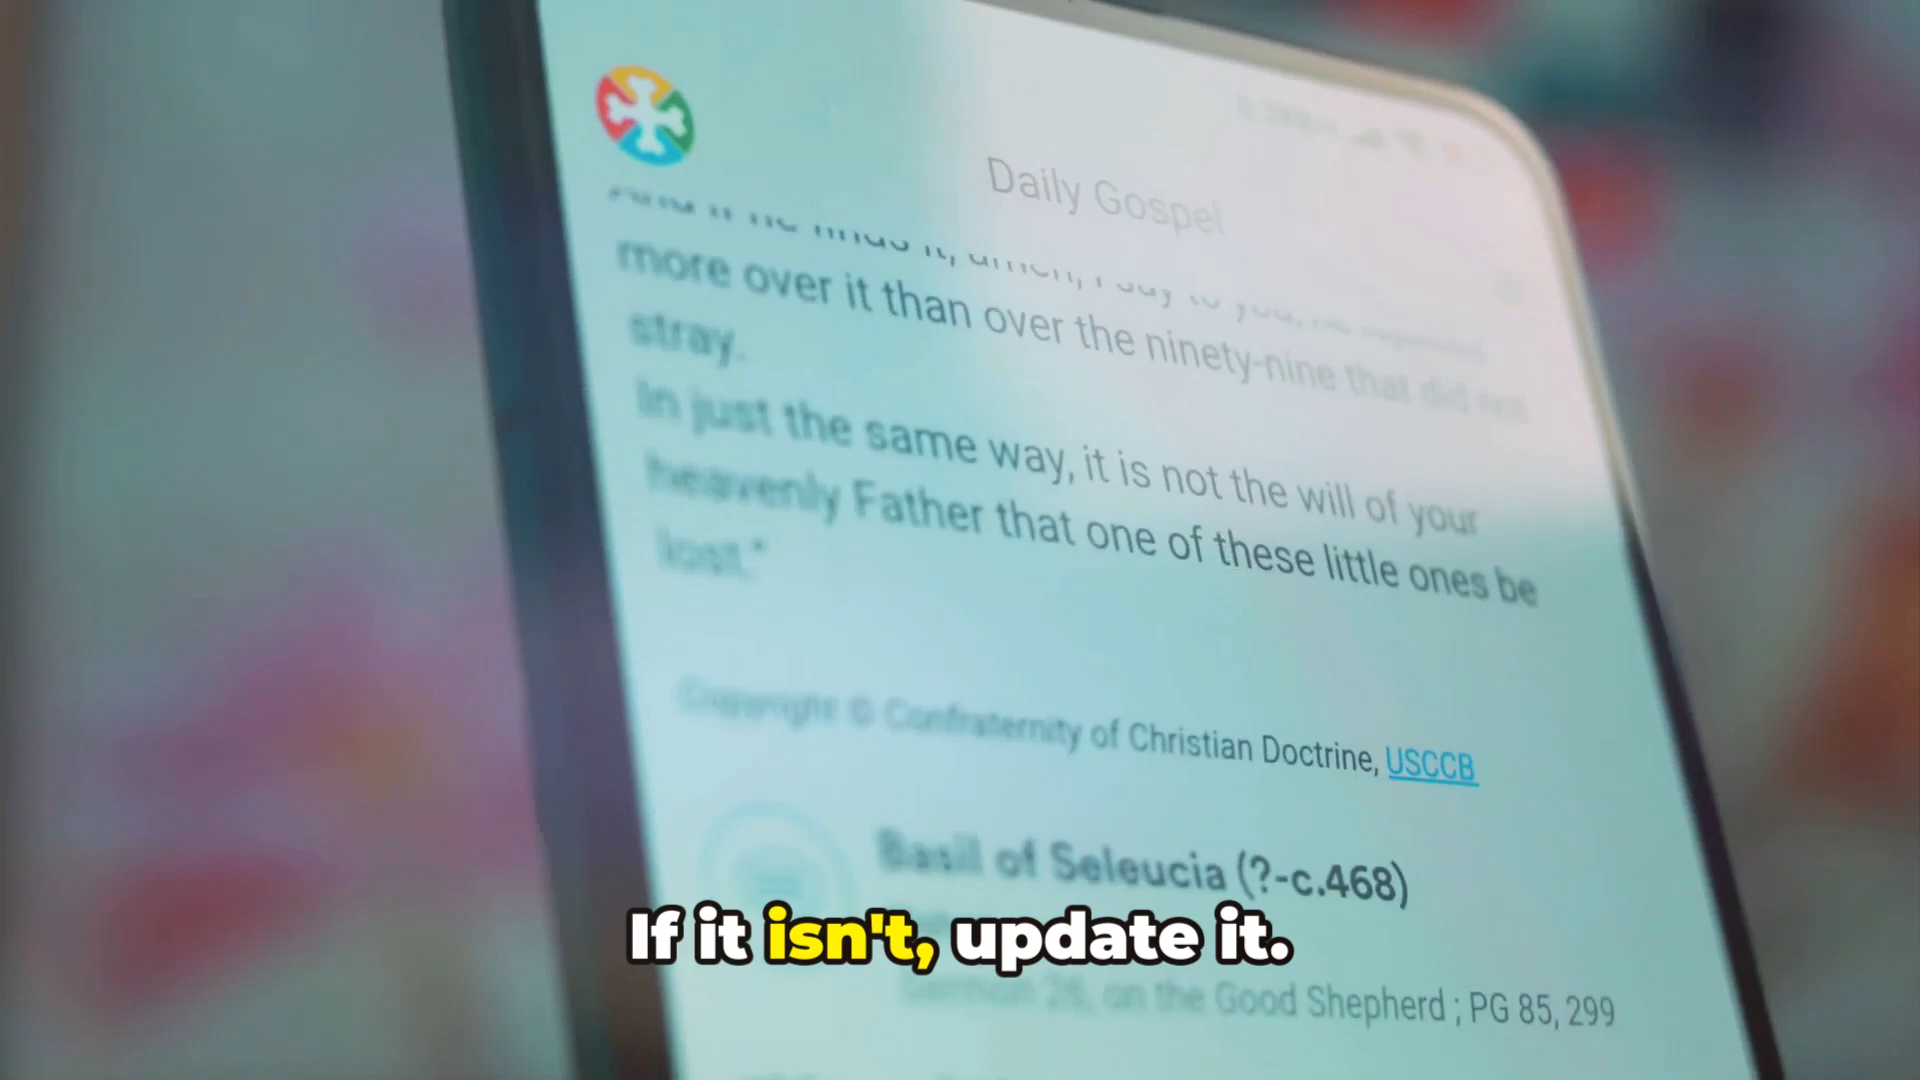 Daily Gospel
more over it than over the ninety-nine that did not
stray.
In just the same way, it is not the will of your
heavenly Father that one of these little ones be
lost."
Copyright © Confraternity of Christian Doctrine, USCCB
Basil of Seleucia (?-c.468)
If it isn't, update it.
Sermon 26, on the Good Shepherd ; PG 85, 299